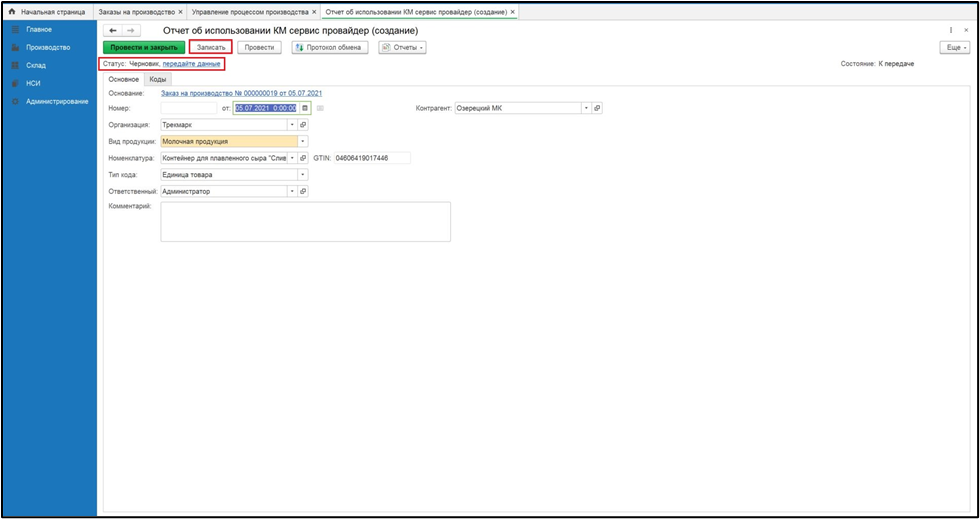 Начальная страница Заказы на производство × Управление процессом производства × Отчет об использовании КМ сервис провайдер (создание) ×
Главное
Производство
Склад
НСИ
Администрирование
Отчет об использовании КМ сервис провайдер (создание)
Провести и закрыть Записать Провести Протокол обмена Отчеты Еще
Статус: Черновик, передайте данные Состояние: К передаче
Основное Коды
Основание: Заказ на производство № 000000019 от 05.07.2021
Номер: от: 05.07.2021 0:00:00 Контрагент: Озерецкий МК
Организация: Трекмарк
Вид продукции: Молочная продукция
Номенклатура: Контейнер для плавленного сыра "Слив GTIN: 04606419017446
Тип кода: Единица товара
Ответственный: Администратор
Комментарий: